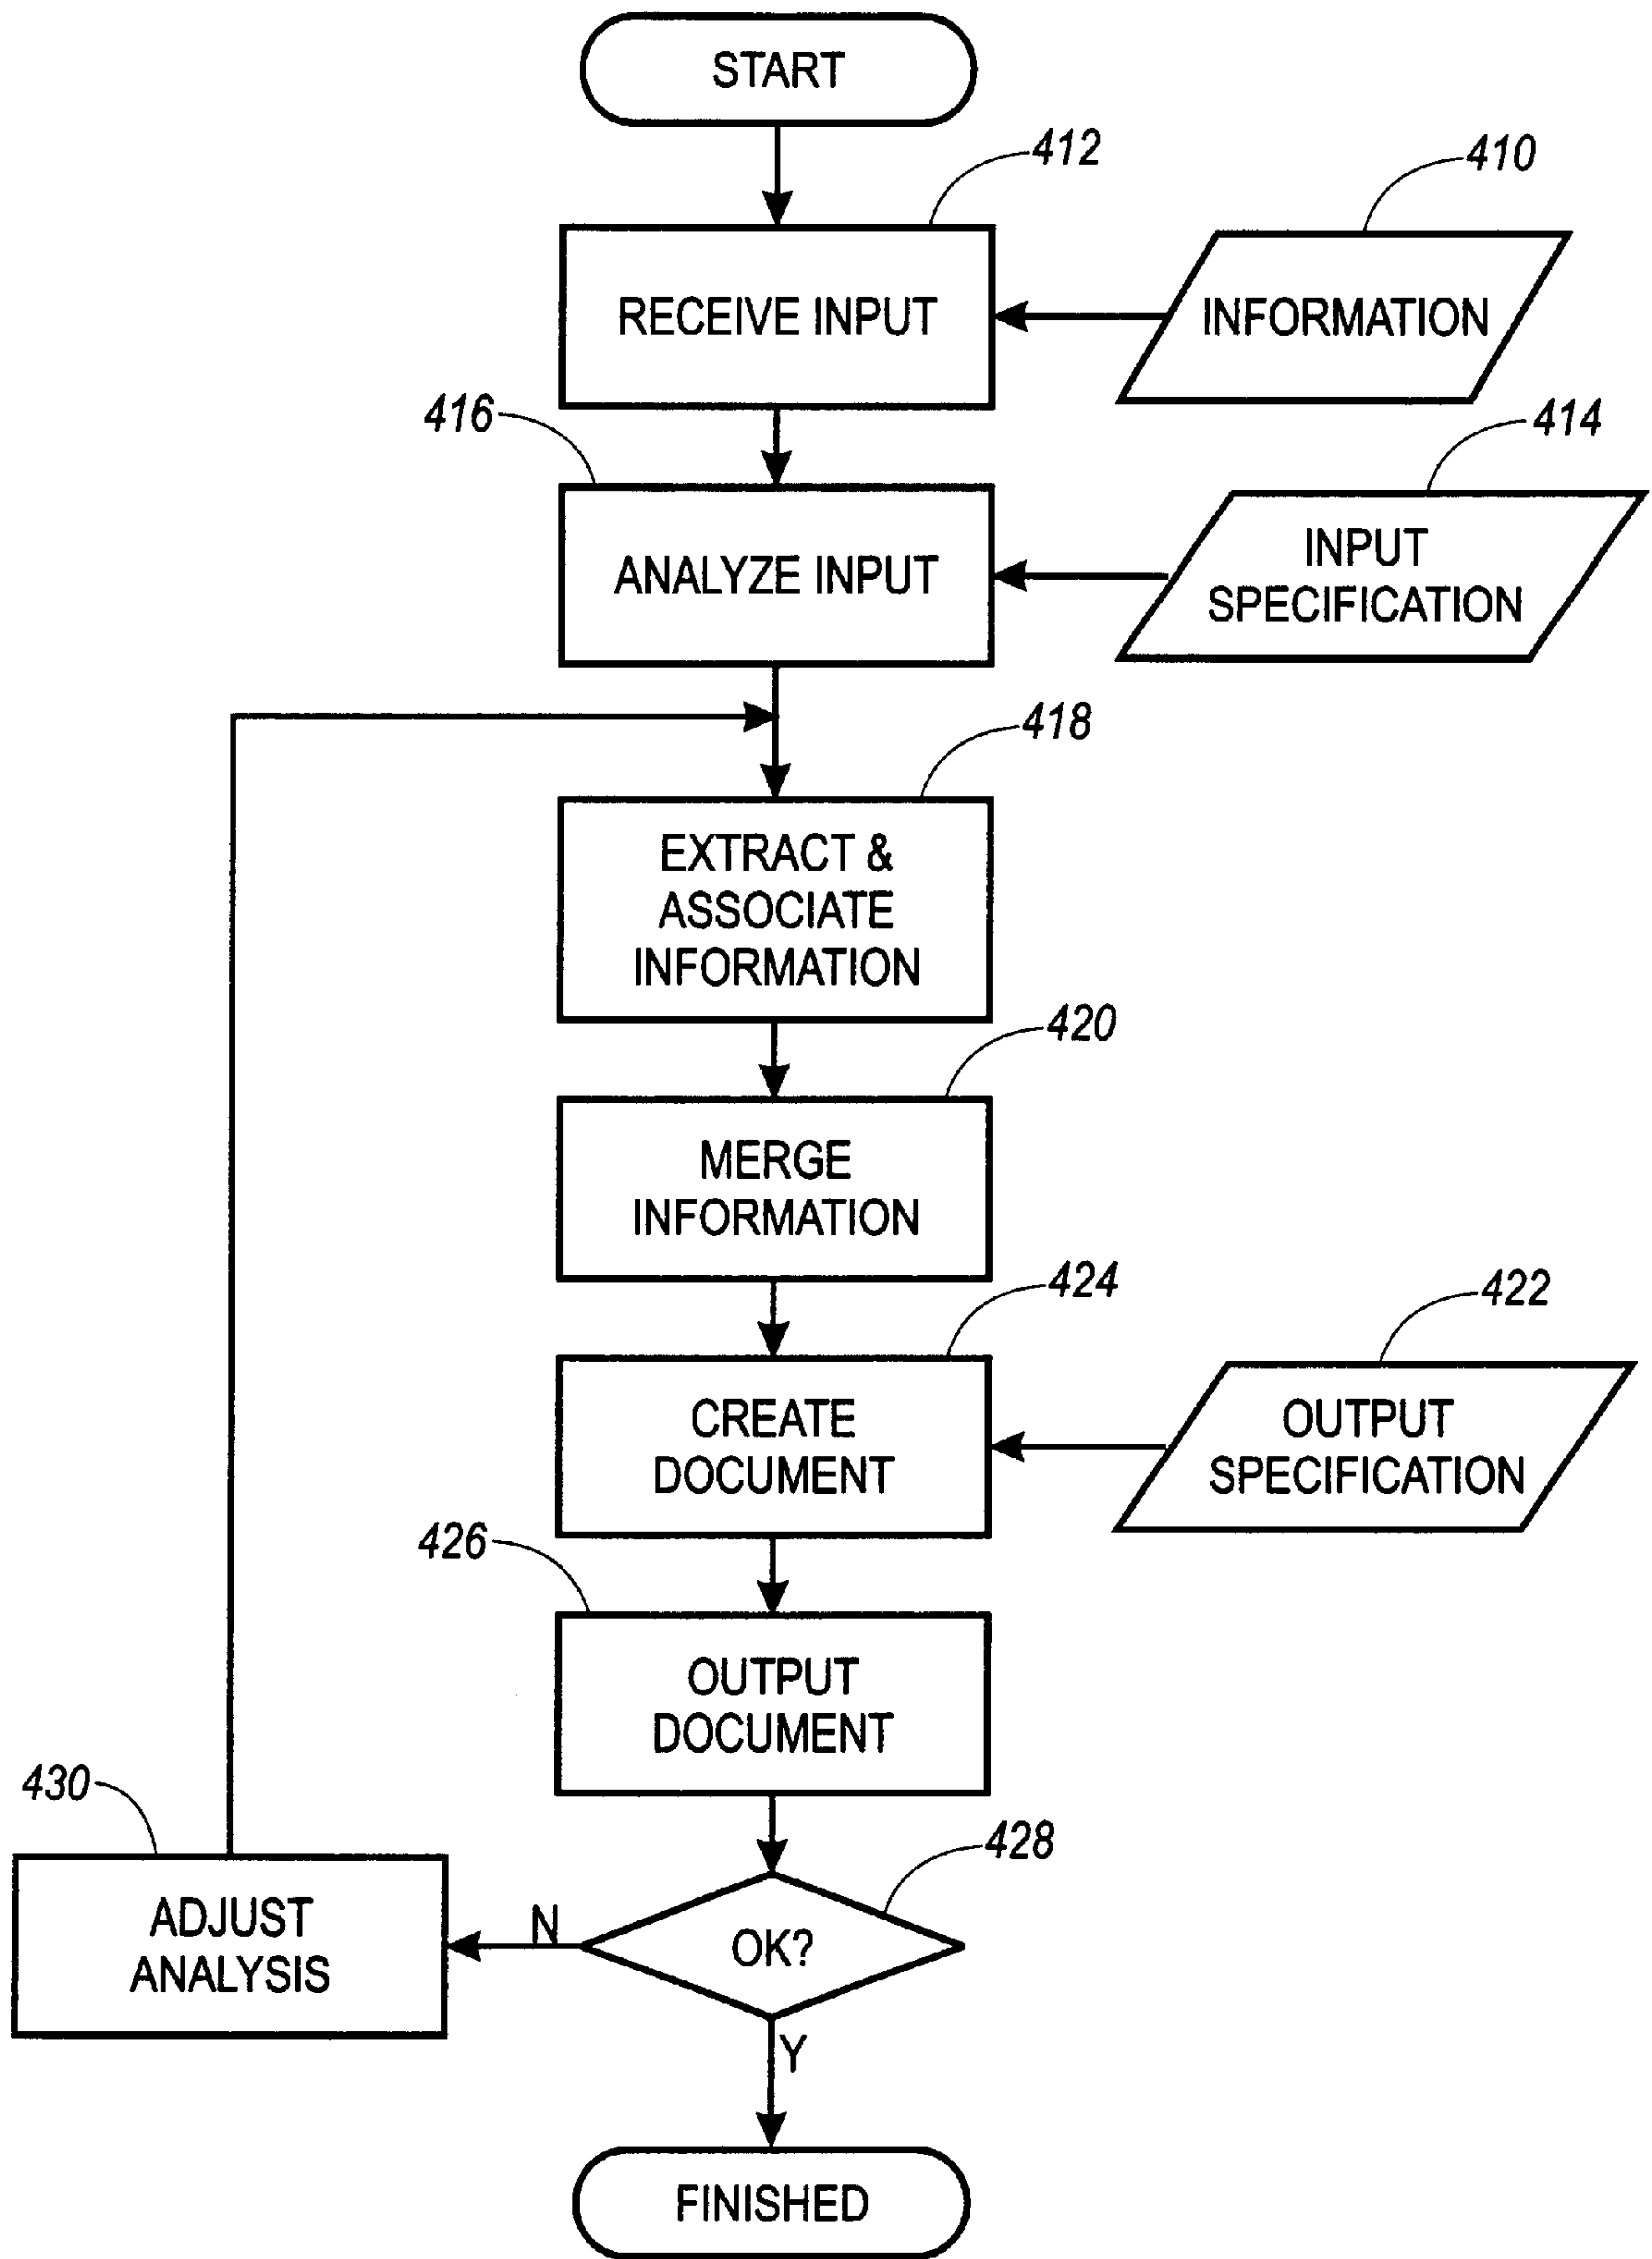 START
412
410
RECEIVE INPUT
INFORMATION
416
414
ANALYZE INPUT
INPUT
SPECIFICATION
418
EXTRACT &
ASSOCIATE
INFORMATION
420
MERGE
INFORMATION
424
422
CREATE
DOCUMENT
OUTPUT
SPECIFICATION
426
OUTPUT
DOCUMENT
430
428
ADJUST
ANALYSIS
N
OK?
Y
FINISHED